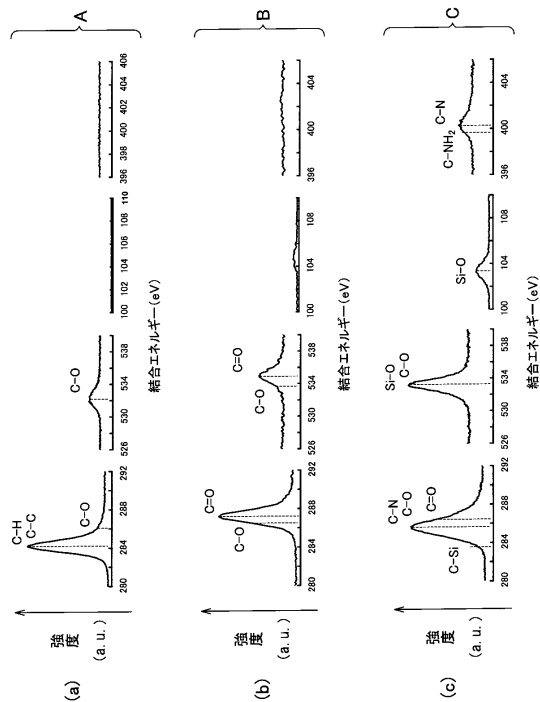 (a)
強度
(a.u.)
C–H
C–C
C–O
280 284 288 292
C–O
526 530 534 538
100 102 104 106 108 110
396 398 400 402 404 406
A
結合エネルギー(eV)
(b)
強度
(a.u.)
C–O
C=O
280 284 288 292
C–O
C=O
526 530 534 538
100 104 108
396 400 404
B
結合エネルギー(eV)
(c)
強度
(a.u.)
C–Si
C–N
C–O
C=O
280 284 288 292
Si–O
C–O
526 530 534 538
Si–O
100 104 108
C–NH₂
C–N
396 400 404
C
結合エネルギー(eV)